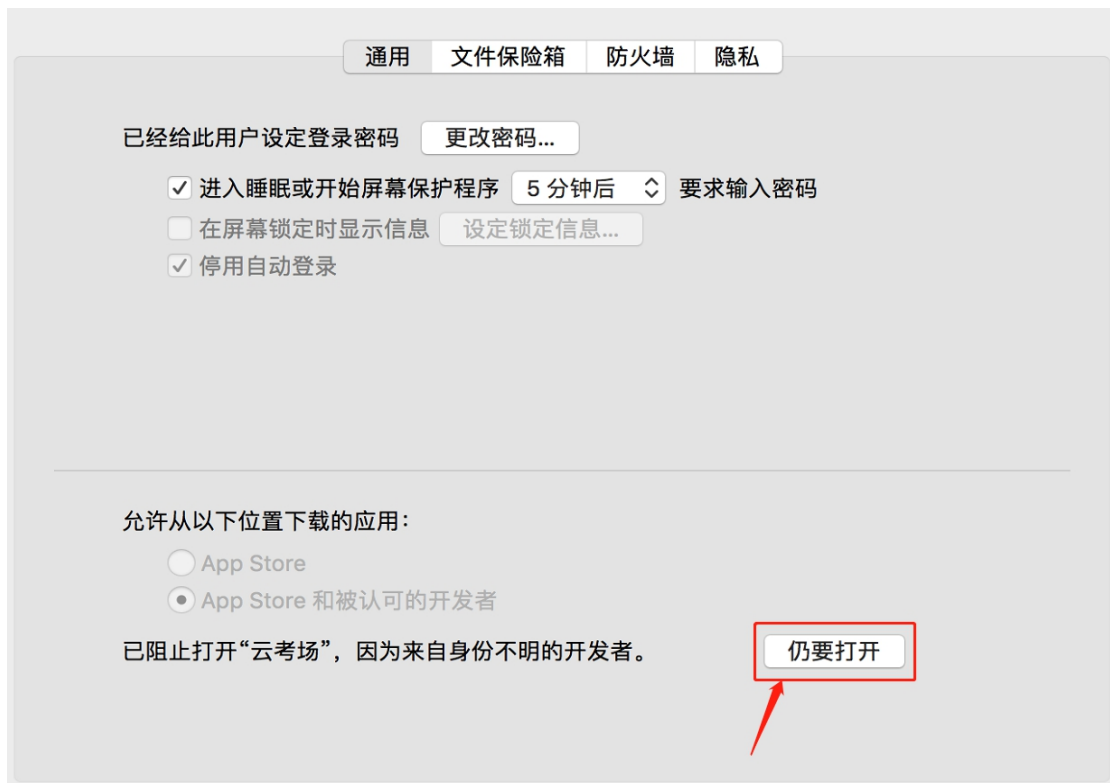 通用 文件保险箱 防火墙 隐私
已经给此用户设定登录密码 更改密码...
进入睡眠或开始屏幕保护程序 5 分钟后 要求输入密码
在屏幕锁定时显示信息 设定锁定信息...
停用自动登录
允许从以下位置下载的应用：
App Store
App Store 和被认可的开发者
已阻止打开“云考场”，因为来自身份不明的开发者。 仍要打开